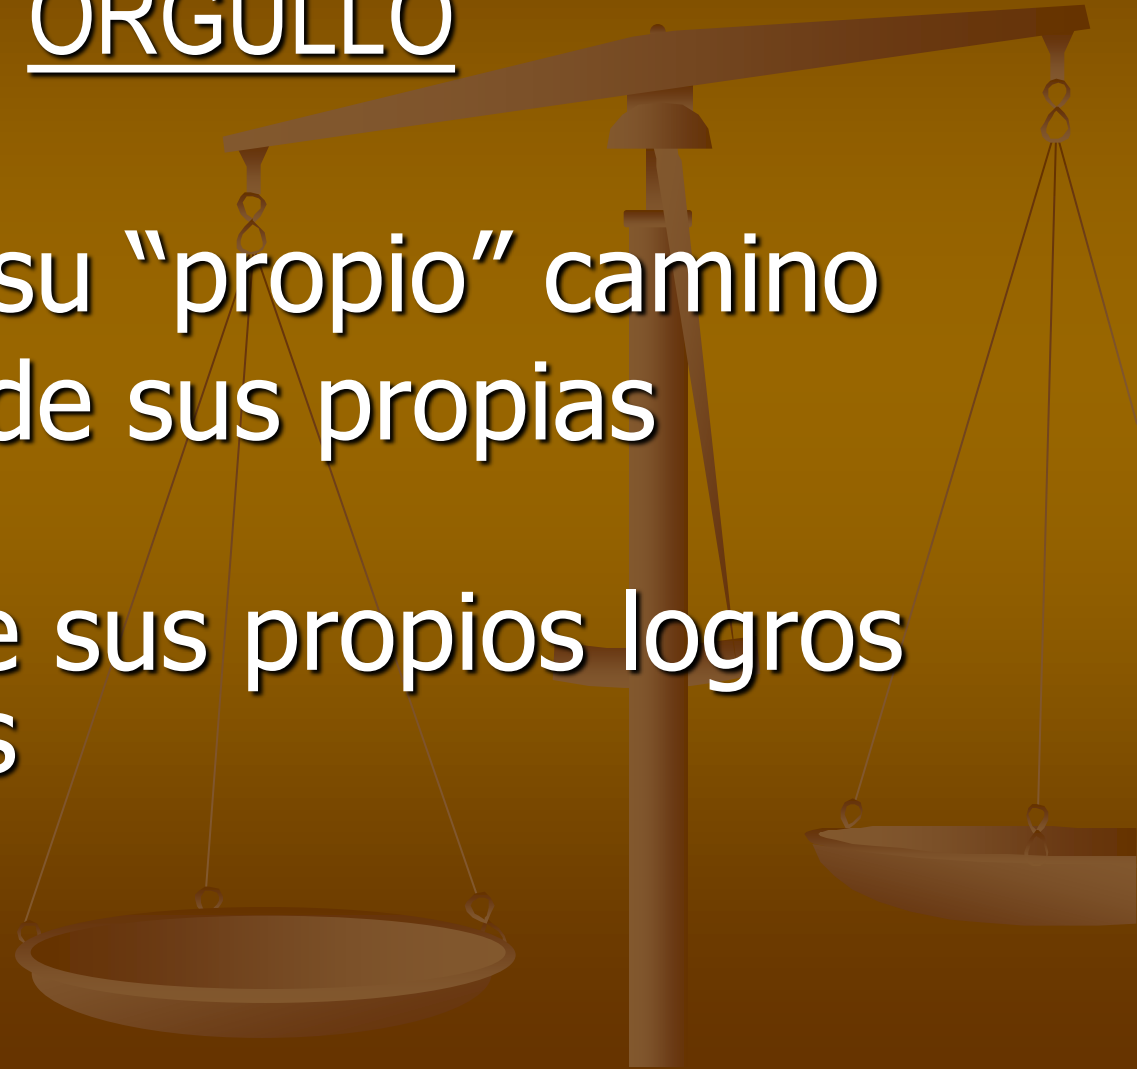 ORGULLO
su “propio” camino
de sus propias
e sus propios logros
s